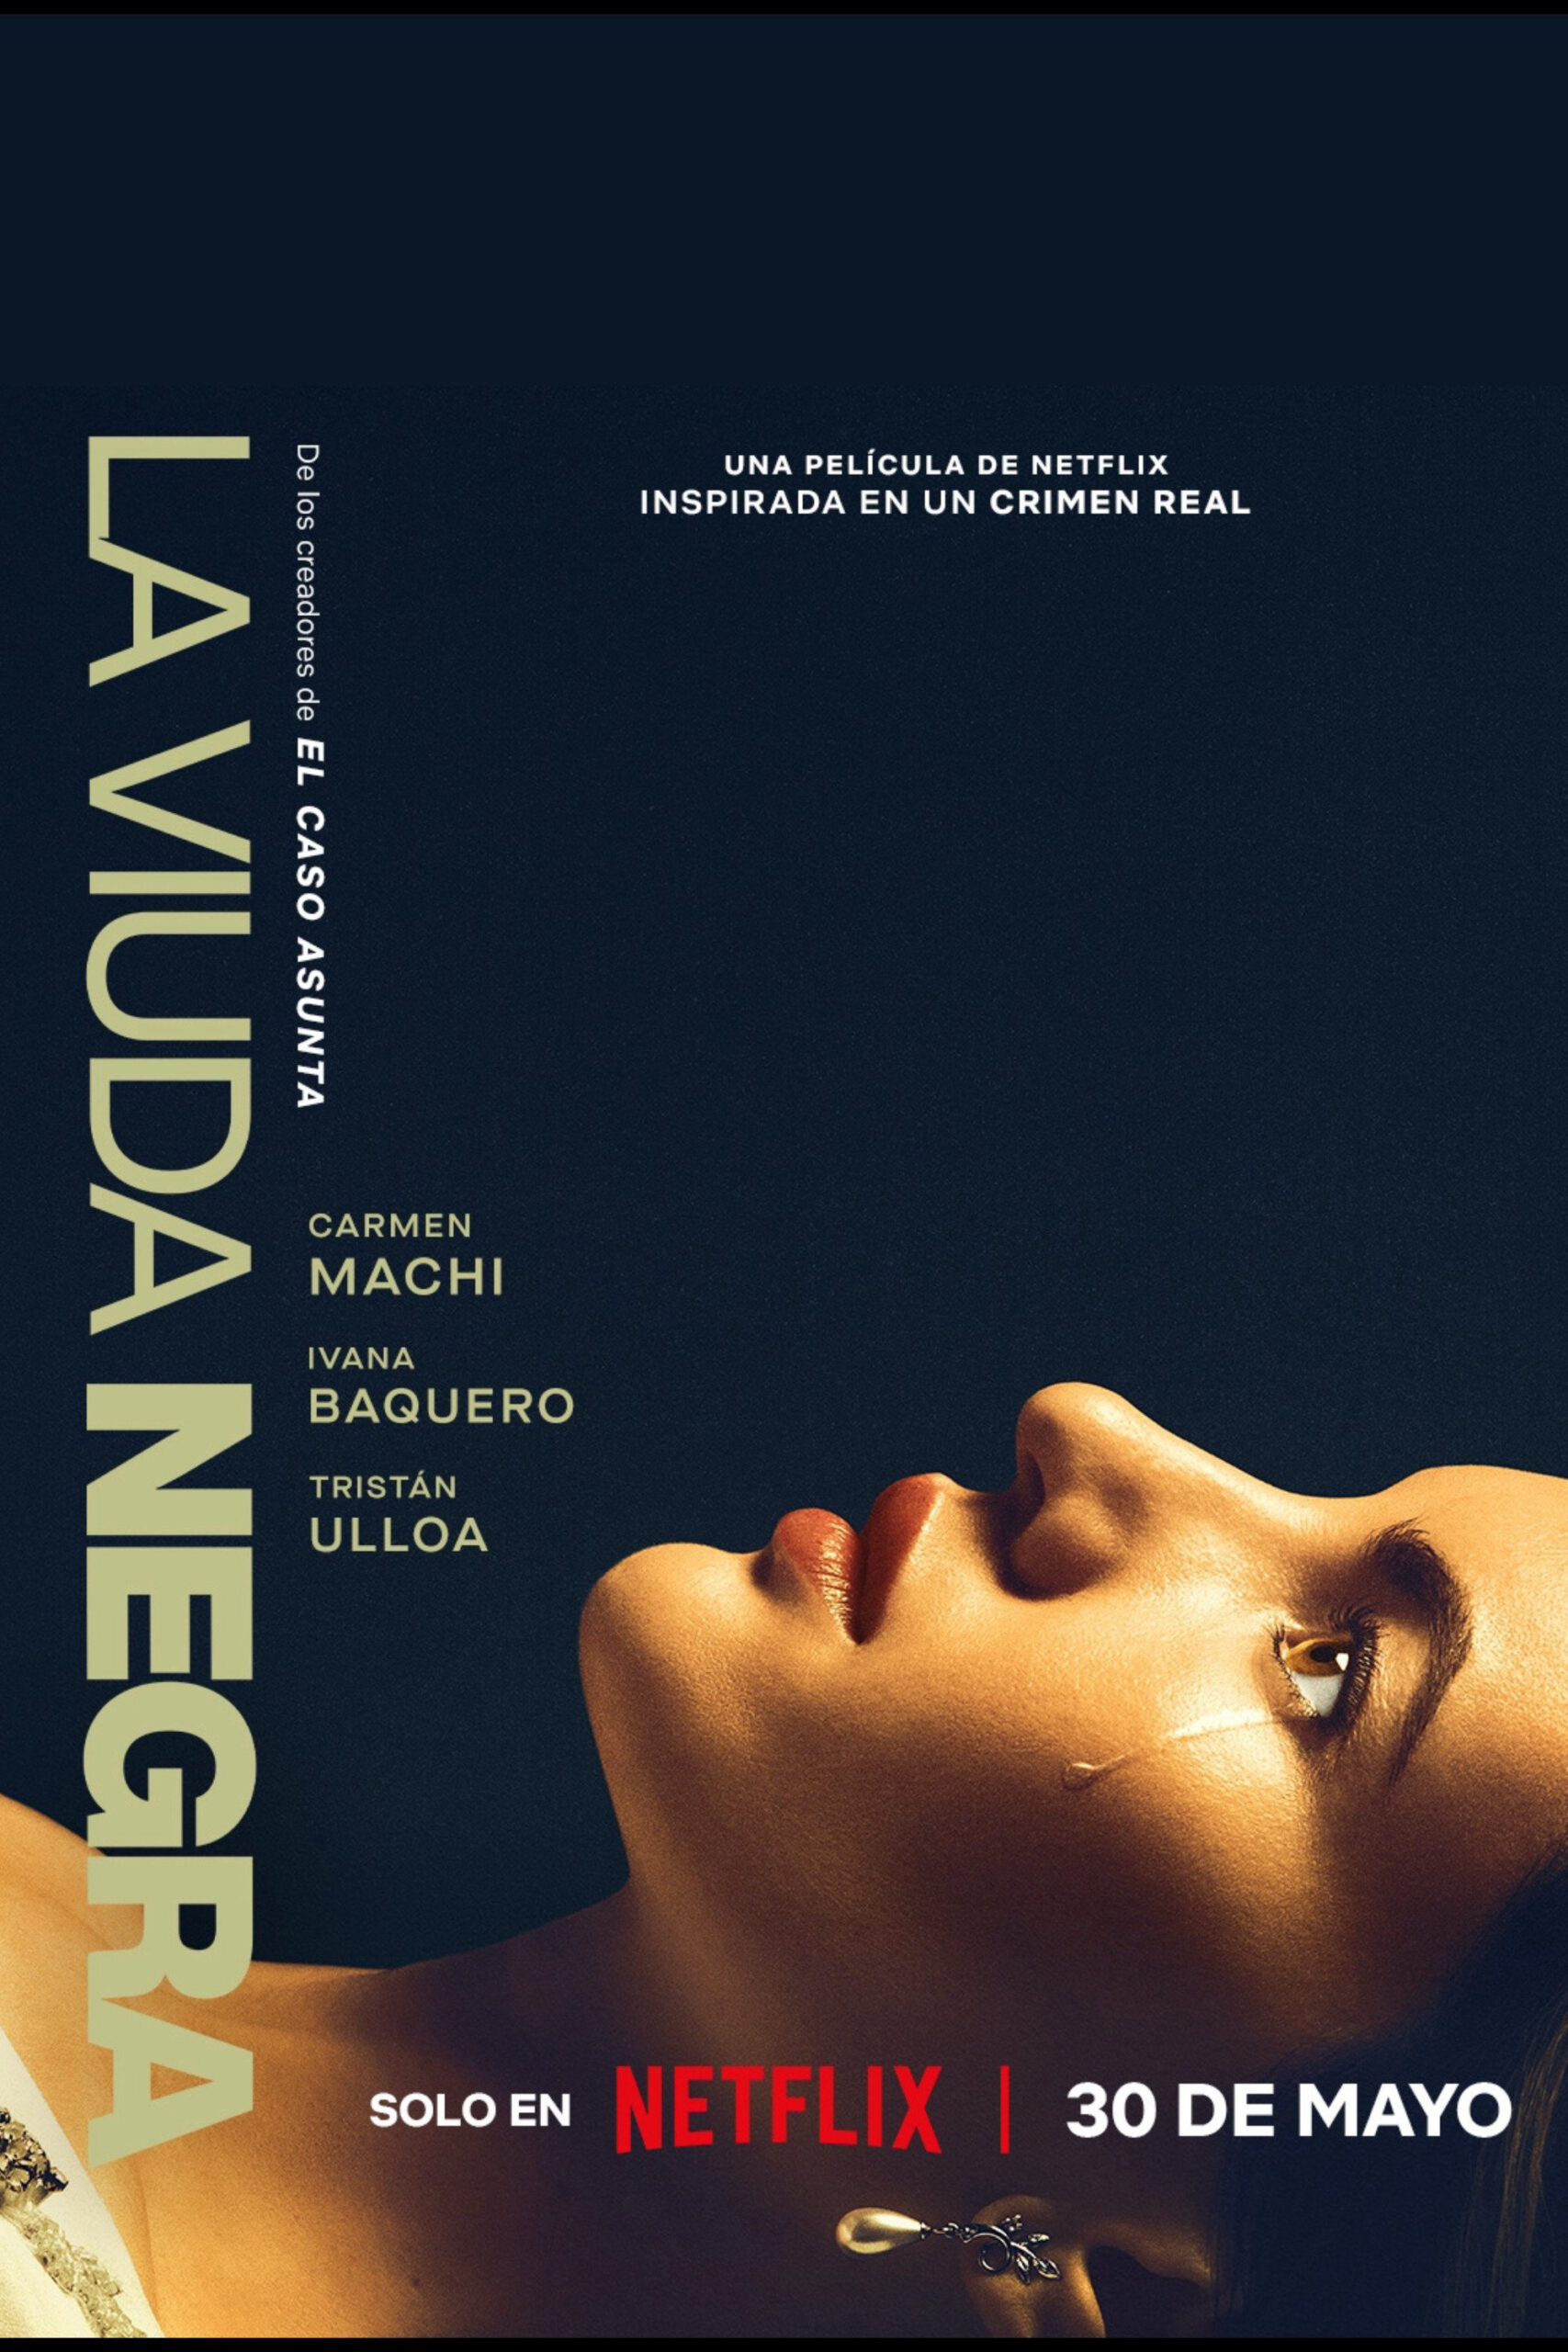 UNA PELÍCULA DE NETFLIX
INSPIRADA EN UN CRIMEN REAL
LA VIUDA NEGRA
De los creadores de EL CASO ASUNTA
CARMEN
MACHI
IVANA
BAQUERO
TRISTÁN
ULLOA
SOLO EN NETFLIX | 30 DE MAYO